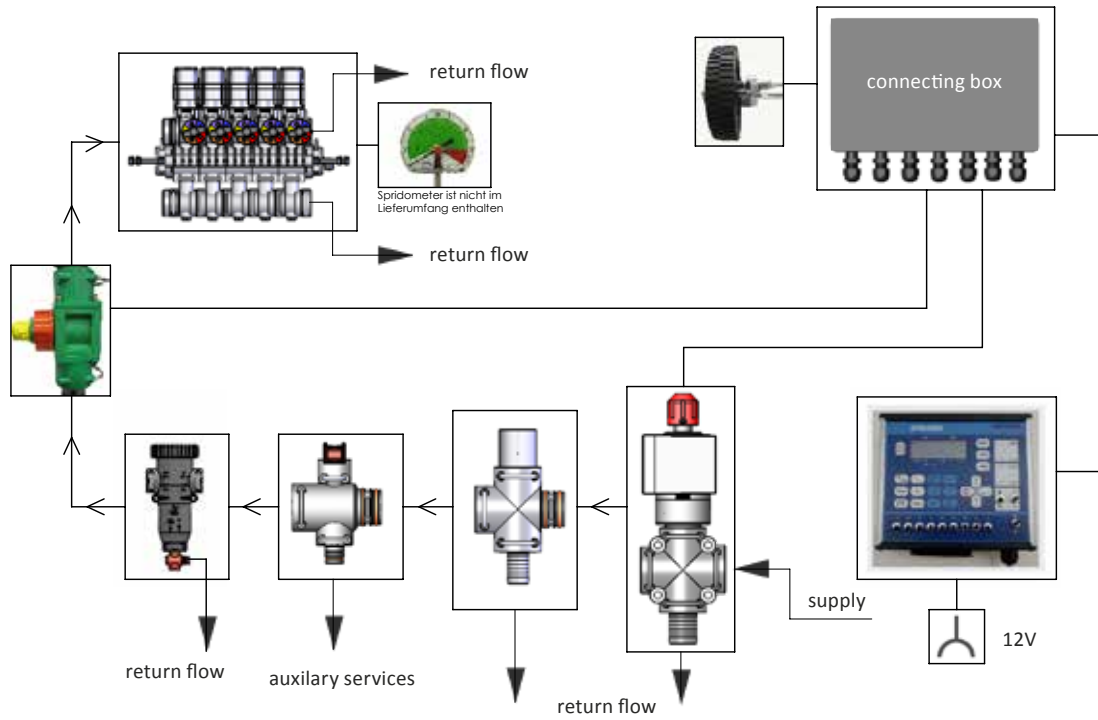 return flow
connecting box
Spridometer ist nicht im
Lieferumfang enthalten
return flow
supply
12V
return flow
auxilary services
return flow